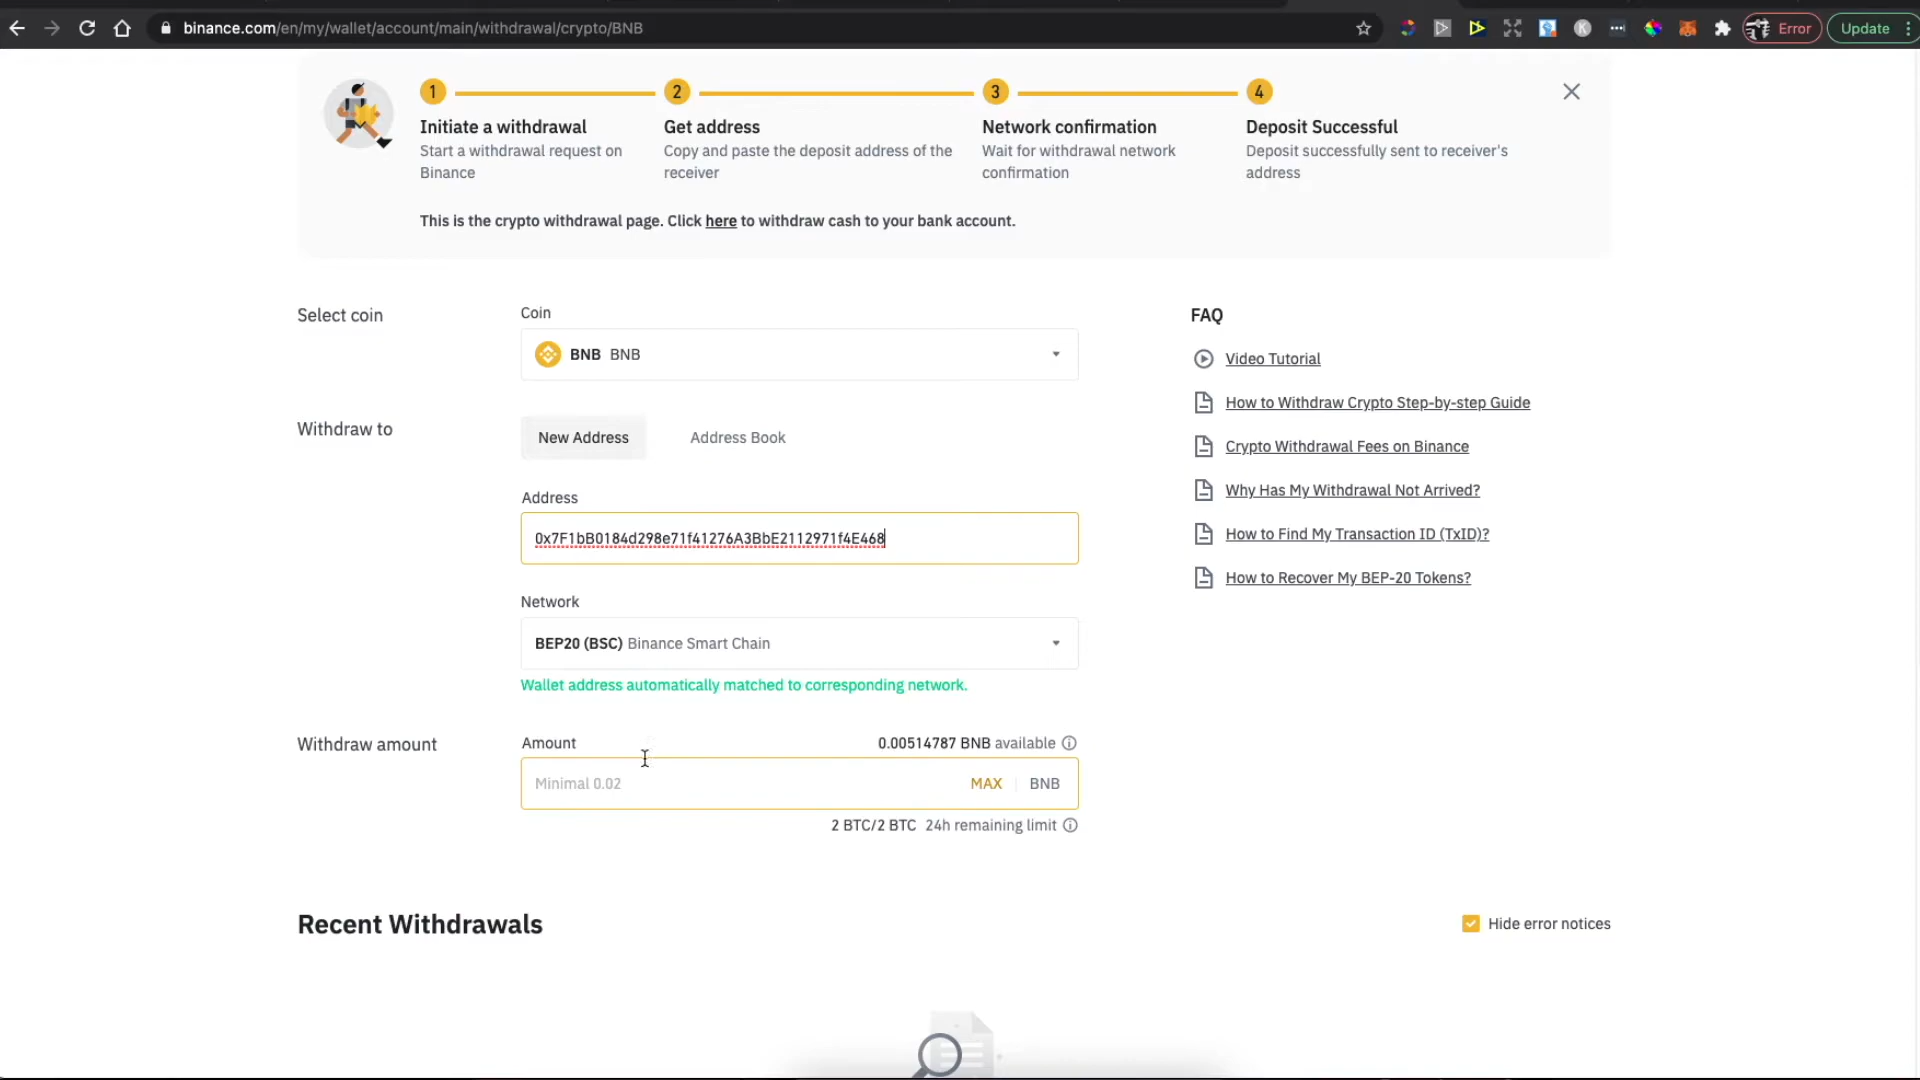 binance.com/en/my/wallet/account/main/withdrawal/crypto/BNB
K
Error
Update
1
2
3
4
Initiate a withdrawal
Start a withdrawal request on
Binance
Get address
Copy and paste the deposit address of the
receiver
Network confirmation
Wait for withdrawal network
confirmation
Deposit Successful
Deposit successfully sent to receiver's
address
This is the crypto withdrawal page. Click here to withdraw cash to your bank account.
Select coin
Coin
BNB BNB
Withdraw to
New Address
Address Book
Address
0x7F1bB0184d298e71f41276A3BbE2112971f4E468
Network
BEP20 (BSC) Binance Smart Chain
Wallet address automatically matched to corresponding network.
Withdraw amount
Amount
0.00514787 BNB available
Minimal 0.02
MAX
BNB
2 BTC/2 BTC 24h remaining limit
FAQ
Video Tutorial
How to Withdraw Crypto Step-by-step Guide
Crypto Withdrawal Fees on Binance
Why Has My Withdrawal Not Arrived?
How to Find My Transaction ID (TxID)?
How to Recover My BEP-20 Tokens?
Recent Withdrawals
Hide error notices